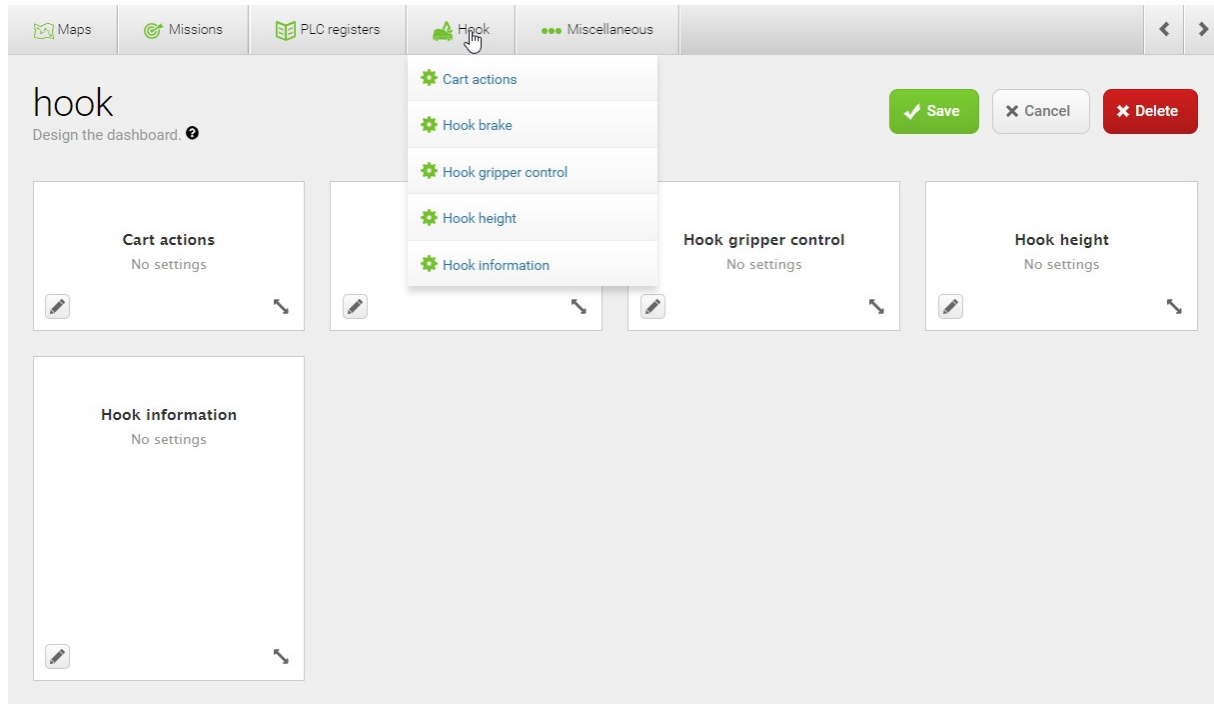 Maps
Missions
PLC registers
Hook
Miscellaneous
Cart actions
Hook brake
Hook gripper control
Hook height
Hook information
hook
Design the dashboard.
Save
Cancel
Delete
Cart actions
No settings
Hook gripper control
No settings
Hook height
No settings
Hook information
No settings